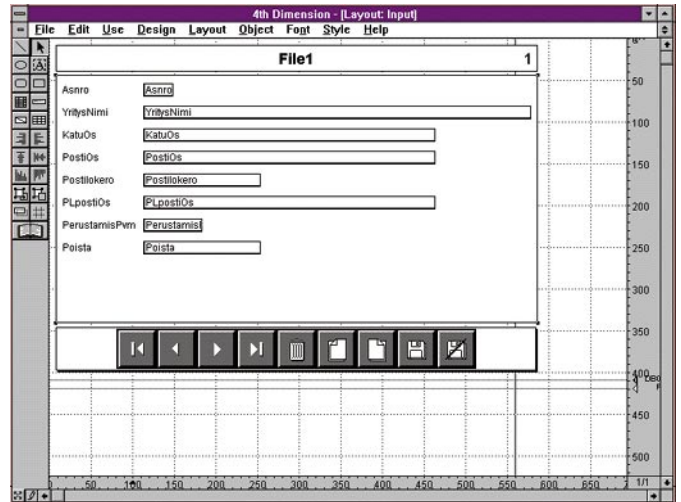 4th Dimension - [Layout: Input]
File Edit Use Design Layout Object Font Style Help
File1 1
Asnro Asnro
YritysNimi YritysNimi
KatuOs KatuOs
PostiOs PostiOs
Postilokero Postilokero
PLpostiOs PLpostiOs
PerustamisPvm Perustamis
Poista Poista
50
100
150
200
250
300
350
400
450
500
0 50 100 150 200 250 300 350 400 450 500 550 600 650
1/1